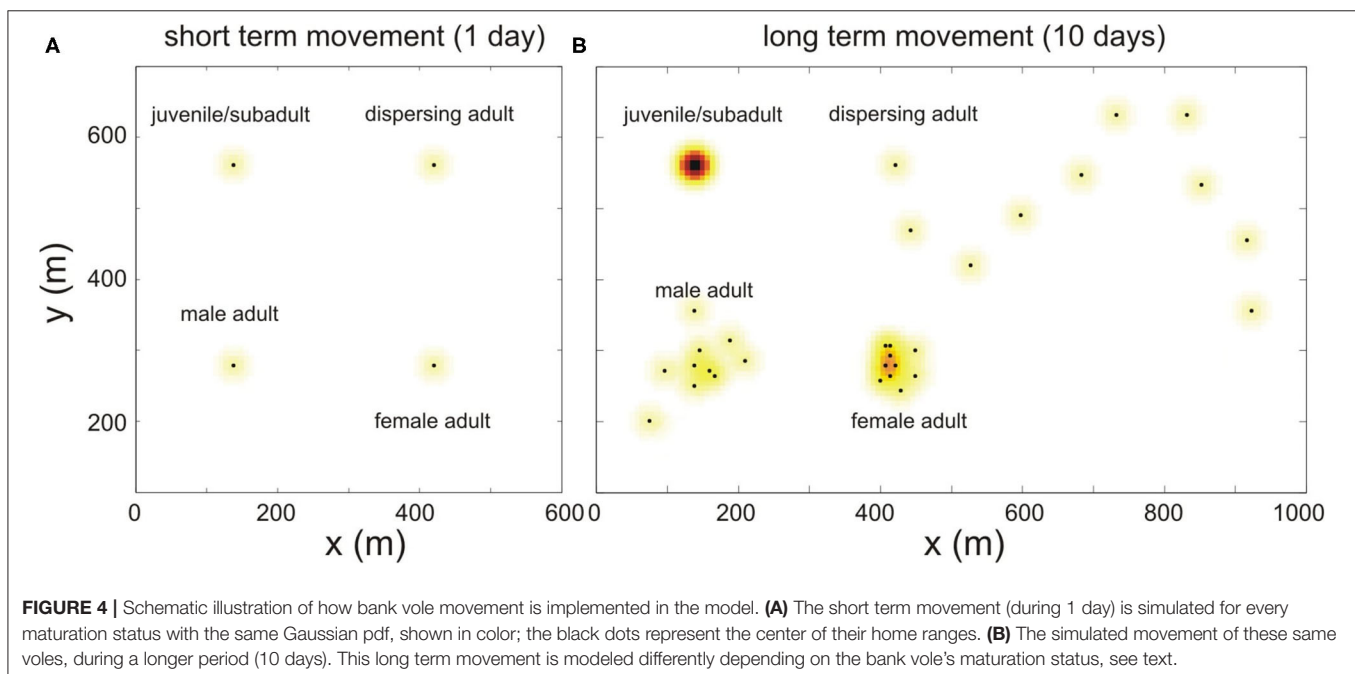 A short term movement (1 day) B long term movement (10 days)
juvenile/subadult dispersing adult juvenile/subadult dispersing adult
600
y (m)
400
male adult
male adult
200
female adult
female adult
0 200 400 600 0 200 400 600 800 1000
x (m) x (m)
FIGURE 4 | Schematic illustration of how bank vole movement is implemented in the model. (A) The short term movement (during 1 day) is simulated for every
maturation status with the same Gaussian pdf, shown in color; the black dots represent the center of their home ranges. (B) The simulated movement of these same
voles, during a longer period (10 days). This long term movement is modeled differently depending on the bank vole's maturation status, see text.